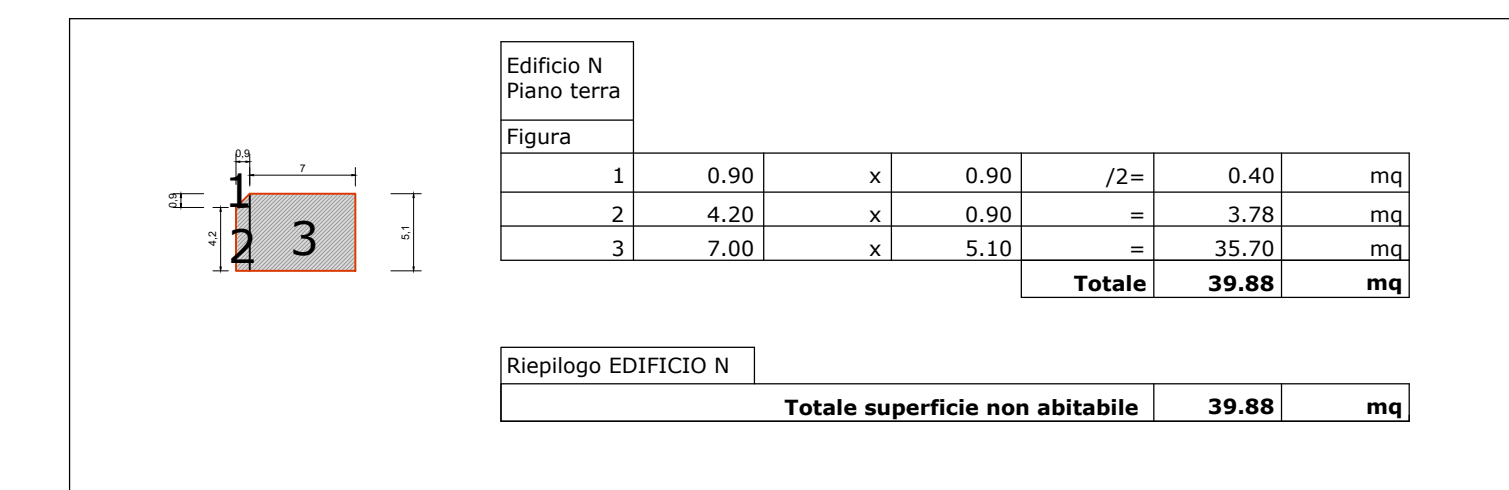 Edificio N
Piano terra
Figura
1 0.90 x 0.90 /2= 0.40 mq
2 4.20 x 0.90 = 3.78 mq
3 7.00 x 5.10 = 35.70 mq
Totale 39.88 mq
0,9
7
0,9
1
4,2
2
3
5,1
Riepilogo EDIFICIO N
Totale superficie non abitabile 39.88 mq